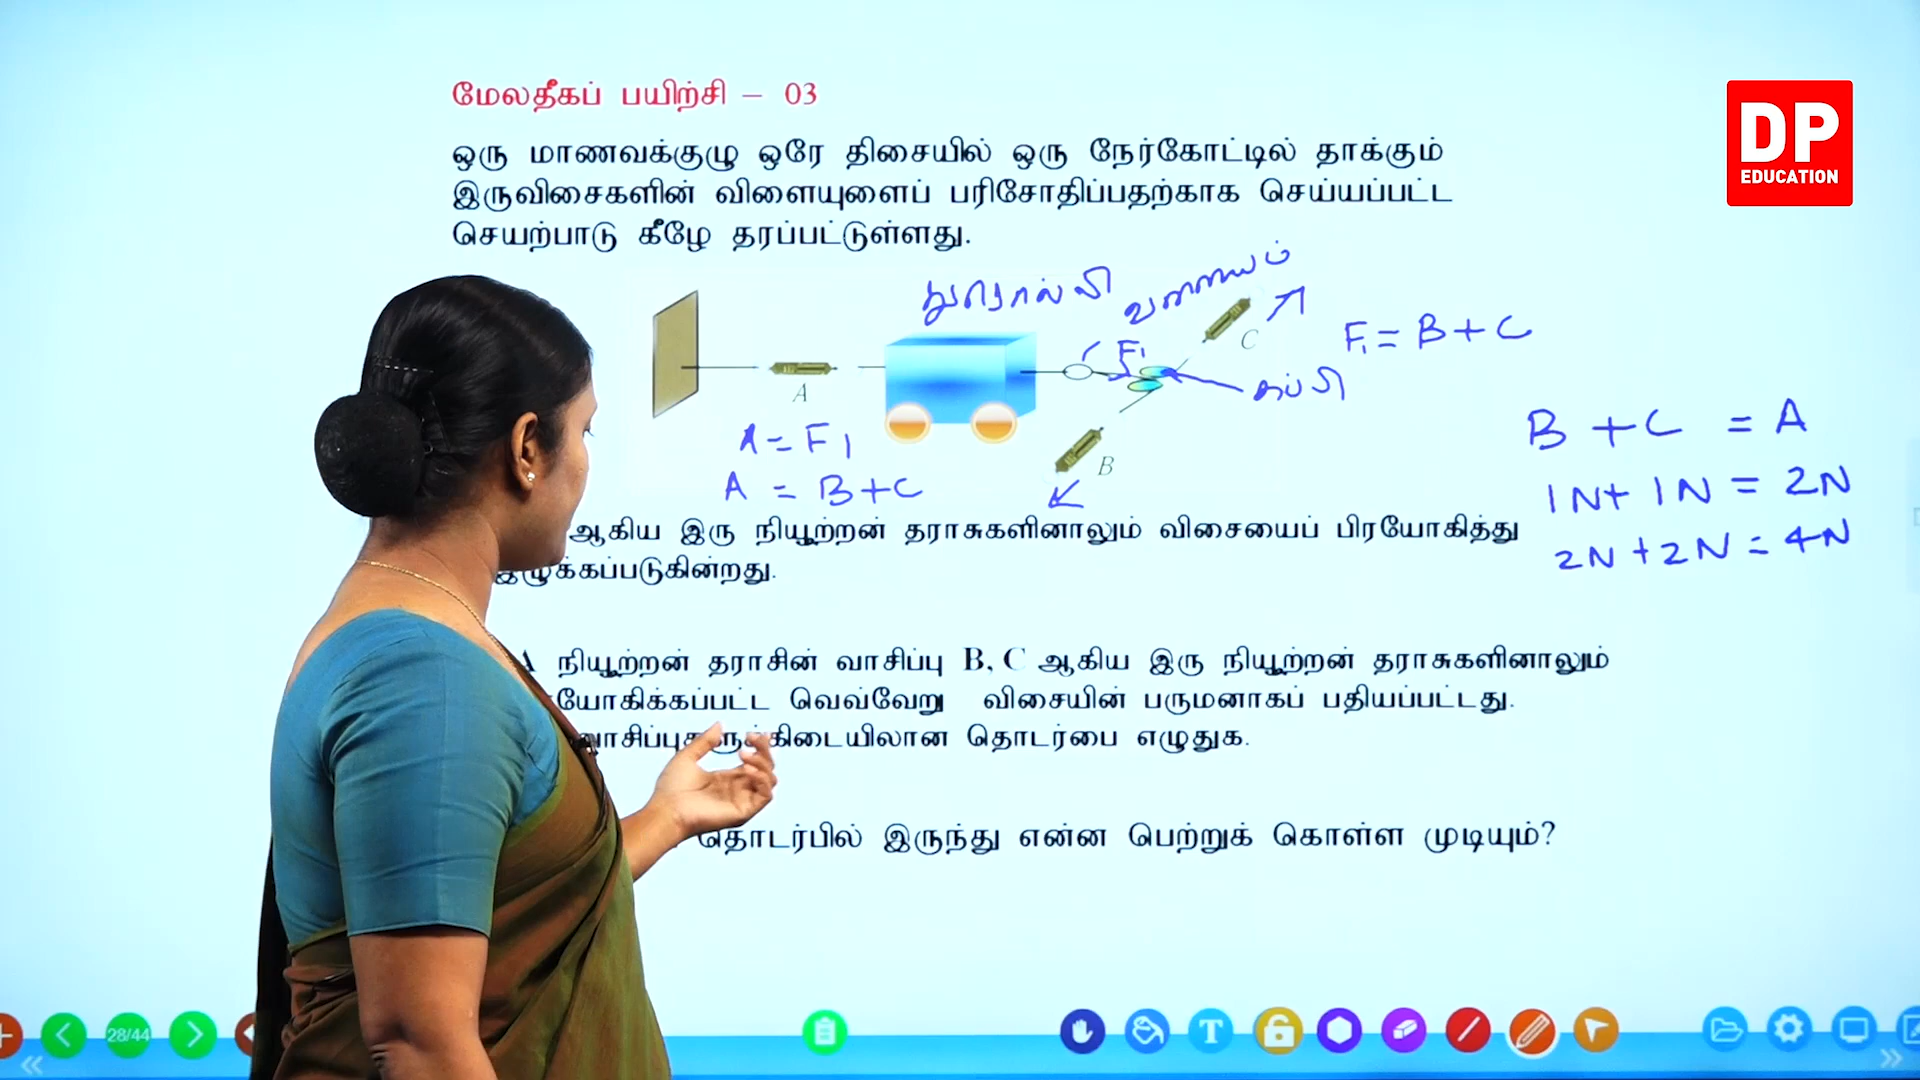 மேலதீகப் பயிற்சி – 03
DP
EDUCATION
ஒரு மாணவக்குழு ஒரே திசையில் ஒரு நேர்கோட்டில் தாக்கும்
இருவிசைகளின் விளையுளைப் பரிசோதிப்பதற்காக செய்யப்பட்ட
செயற்பாடு கீழே தரப்பட்டுள்ளது.
வளையம்
C
F₁
F₁ = B + C
A
A = F1
B
A = B+C
B + C = A
1N + 1N = 2N
2N + 2N = 4N
ஆகிய இரு நியூற்றன் தராசுகளினாலும் விசையைப் பிரயோகித்து
இழுக்கப்படுகின்றது.
A நியூற்றன் தராசின் வாசிப்பு B, C ஆகிய இரு நியூற்றன் தராசுகளினாலும்
யோகிக்கப்பட்ட வெவ்வேறு விசையின் பருமனாகப் பதியப்பட்டது.
தொடர்பை எழுதுக.
தொடர்பில் இருந்து என்ன பெற்றுக் கொள்ள முடியும்?
28/44
T